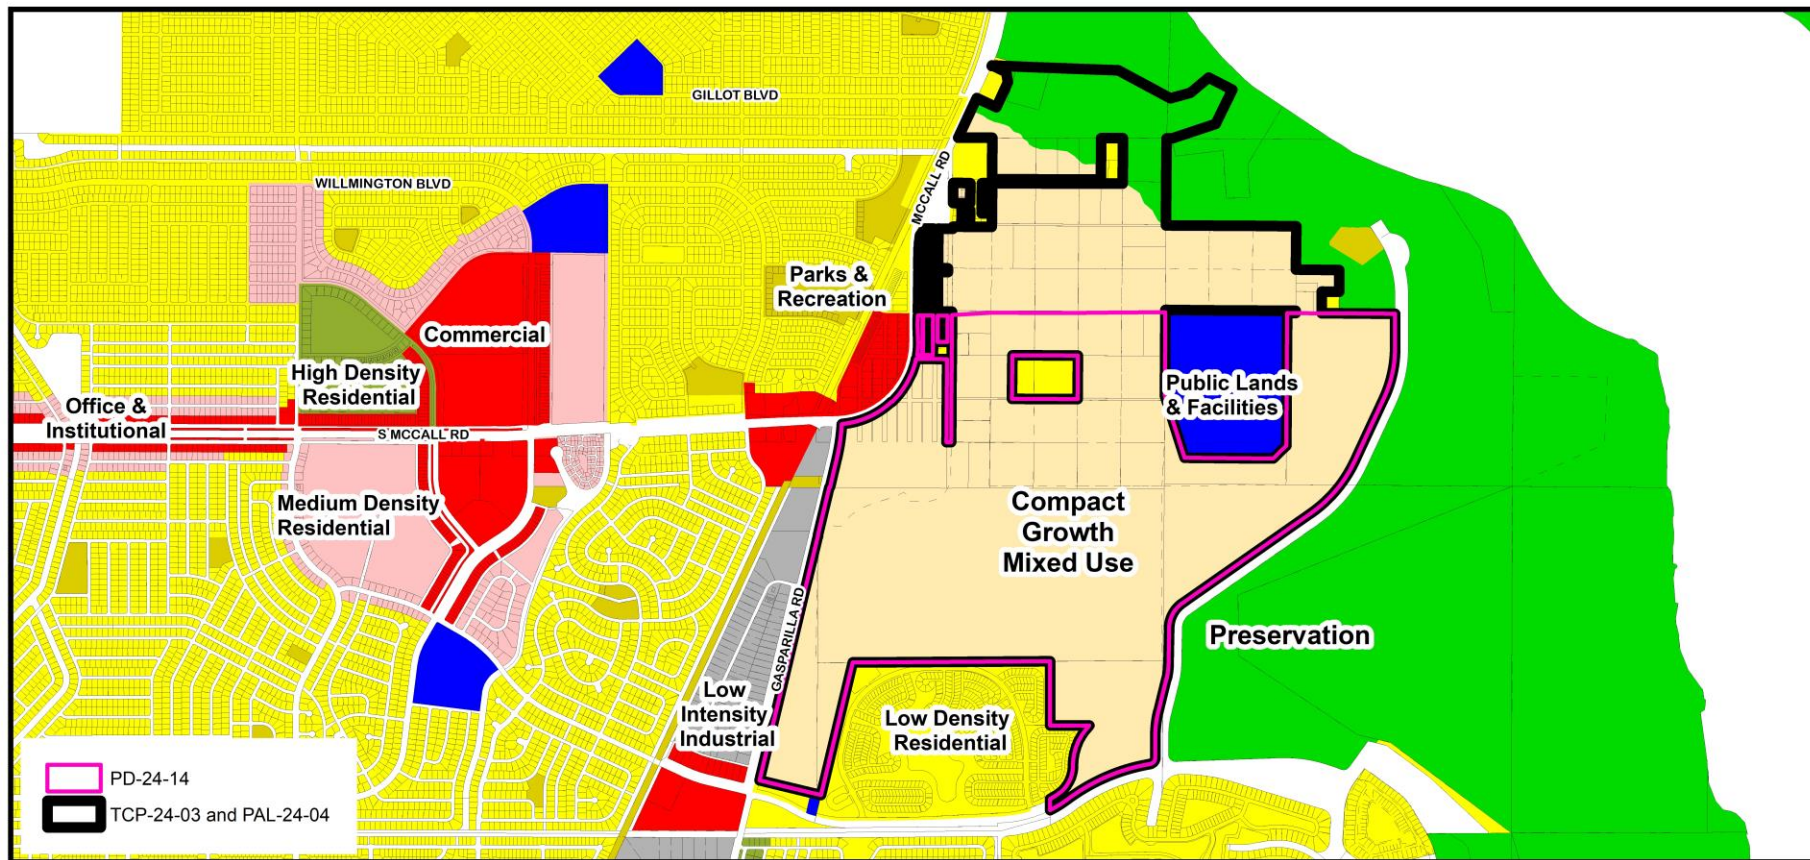 GILLOT BLVD
WILLMINGTON BLVD
MCCALL RD
Parks &
Recreation
Commercial
High Density
Residential
Office &
Institutional
S MCCALL RD
Public Lands
& Facilities
Medium Density
Residential
Compact
Growth
Mixed Use
GASPARILLA RD
Preservation
Low
Intensity
Industrial
Low Density
Residential
PD-24-14
TCP-24-03 and PAL-24-04